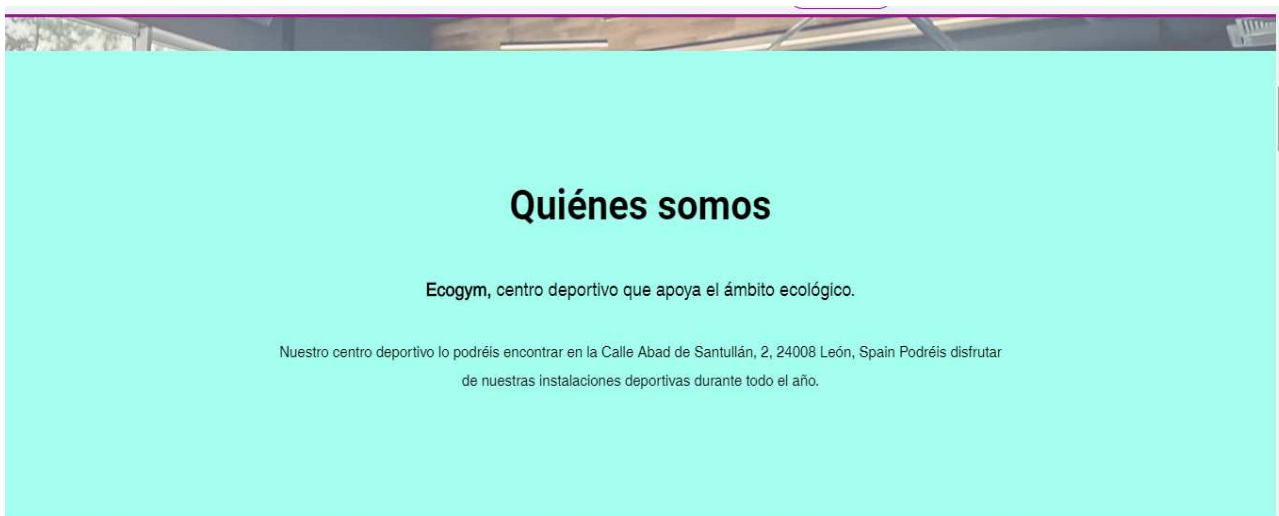 Quiénes somos
Ecogym, centro deportivo que apoya el ámbito ecológico.
Nuestro centro deportivo lo podréis encontrar en la Calle Abad de Santullán, 2, 24008 León, Spain Podréis disfrutar
de nuestras instalaciones deportivas durante todo el año.